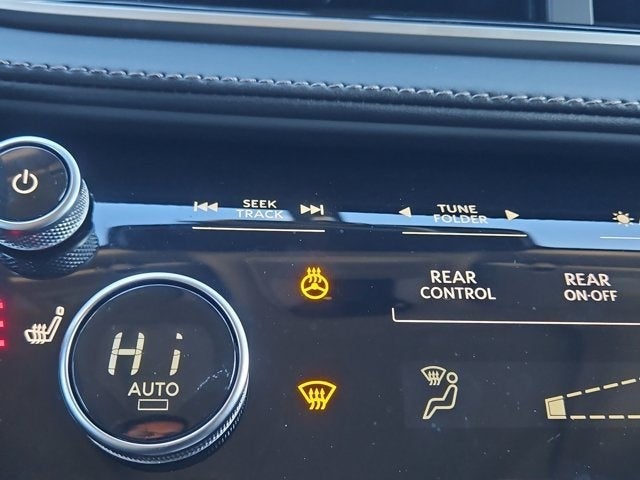 SEEK
TRACK
TUNE
FOLDER
REAR
CONTROL
REAR
ON-OFF
Hi
AUTO